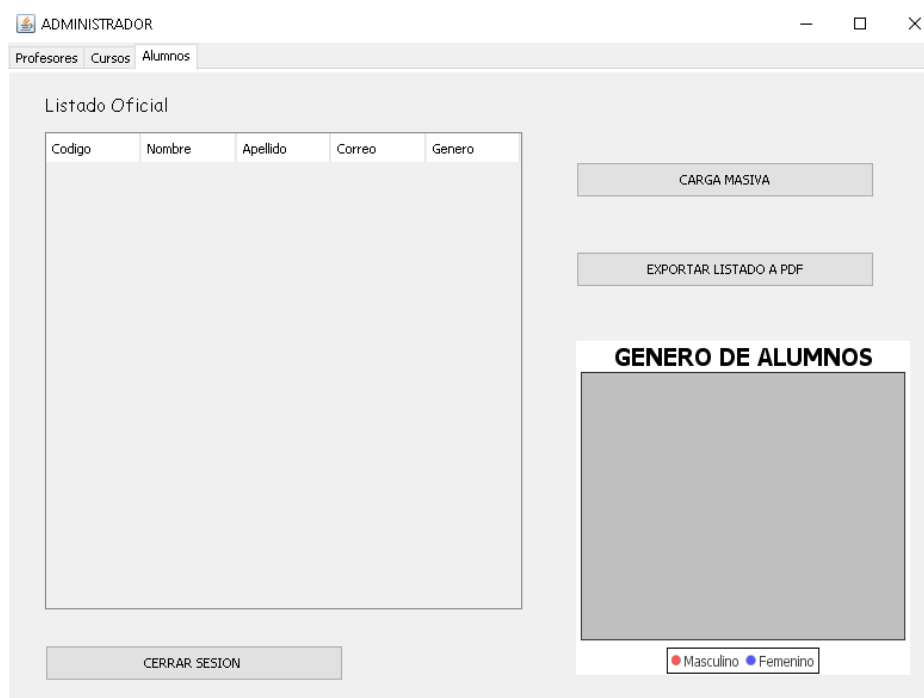 ADMINISTRADOR
Profesores Cursos Alumnos
Listado Oficial
Codigo Nombre Apellido Correo Genero
CARGA MASIVA
EXPORTAR LISTADO A PDF
GENERO DE ALUMNOS
Masculino Femenino
CERRAR SESION